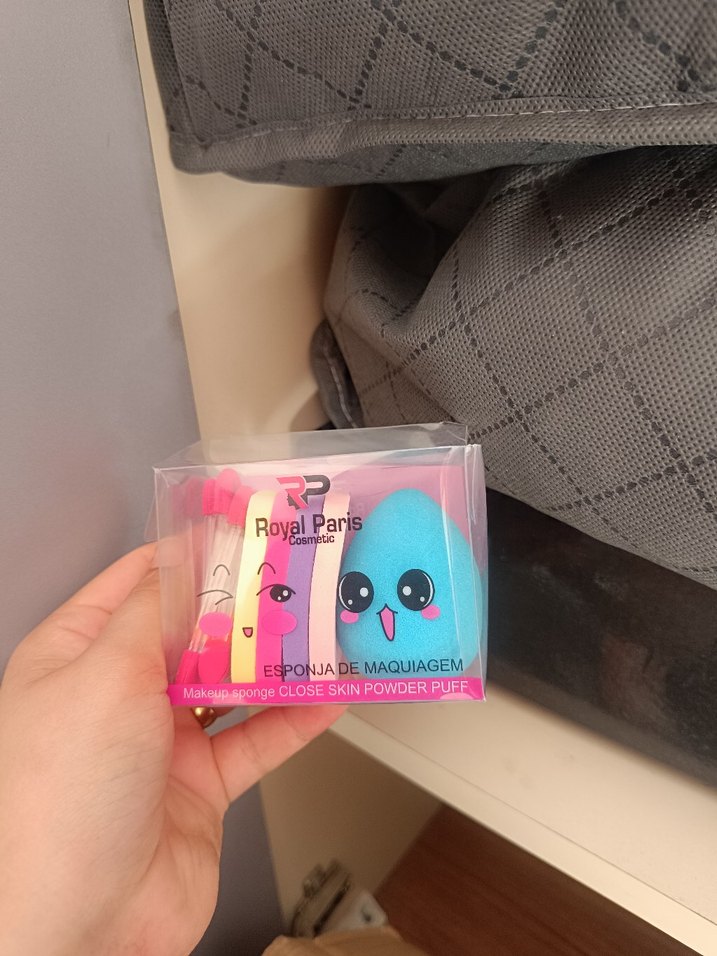 RP
Royal Paris
Cosmetic
ESPONJA DE MAQUIAGEM
Makeup sponge CLOSE SKIN POWDER PUFF